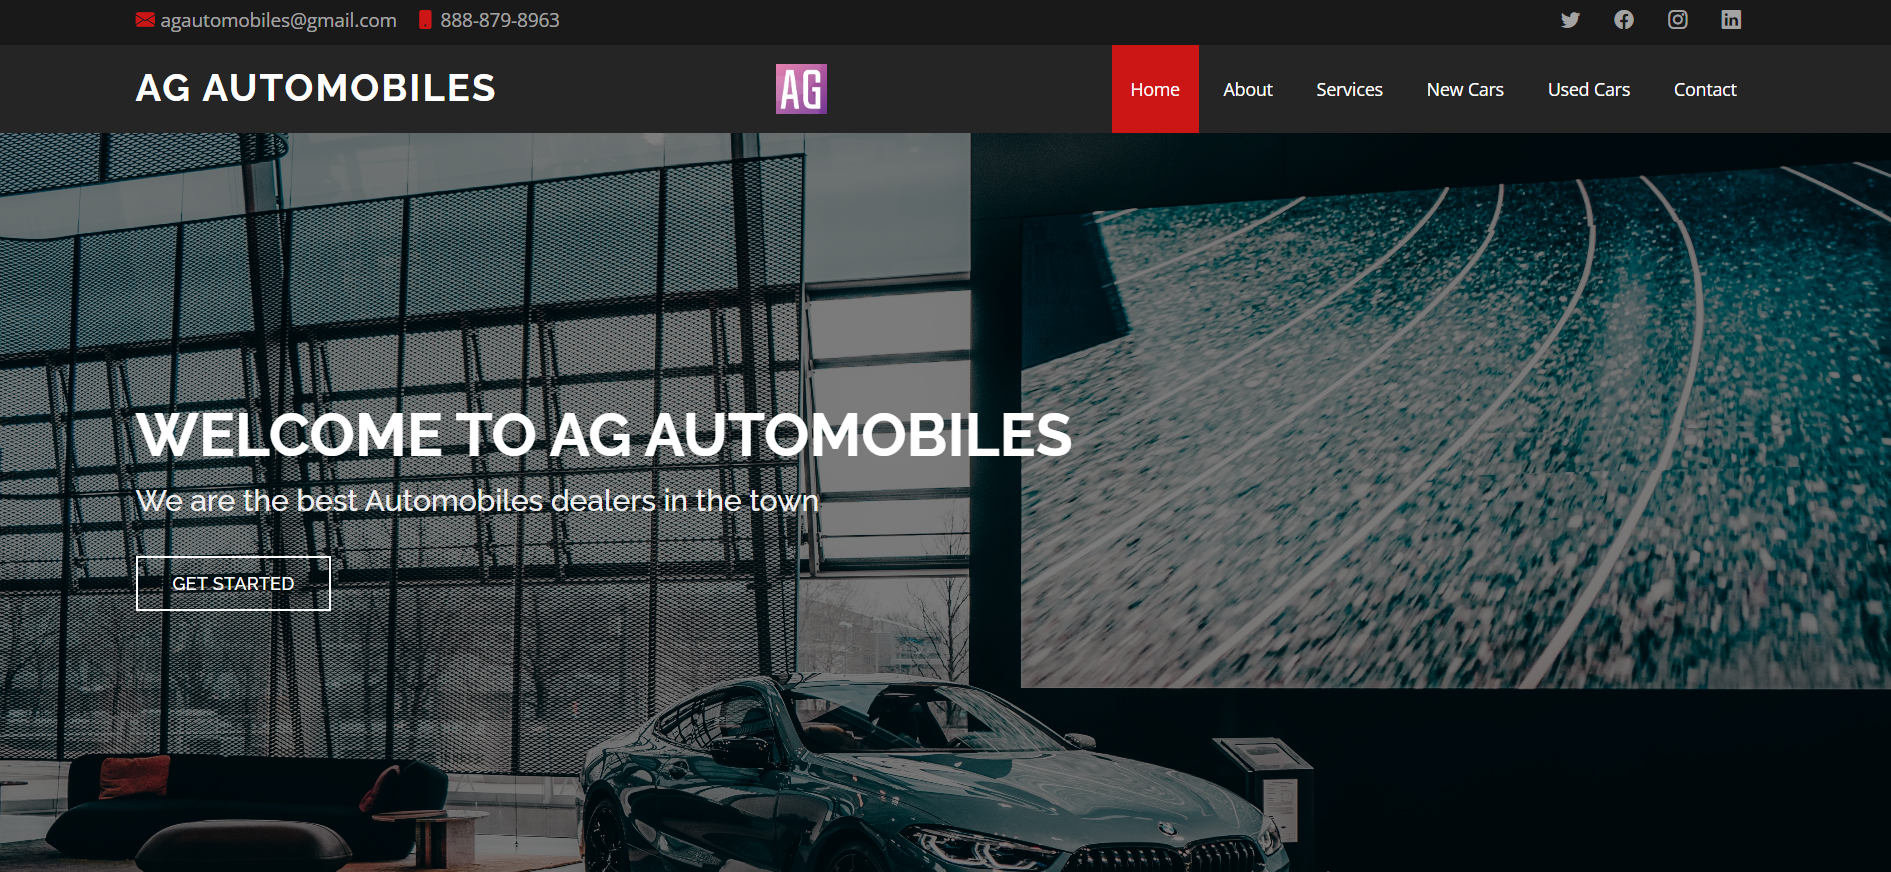 agautomobiles@gmail.com 888-879-8963
AG AUTOMOBILES
AG
Home About Services New Cars Used Cars Contact
WELCOME TO AG AUTOMOBILES
We are the best Automobiles dealers in the town
GET STARTED